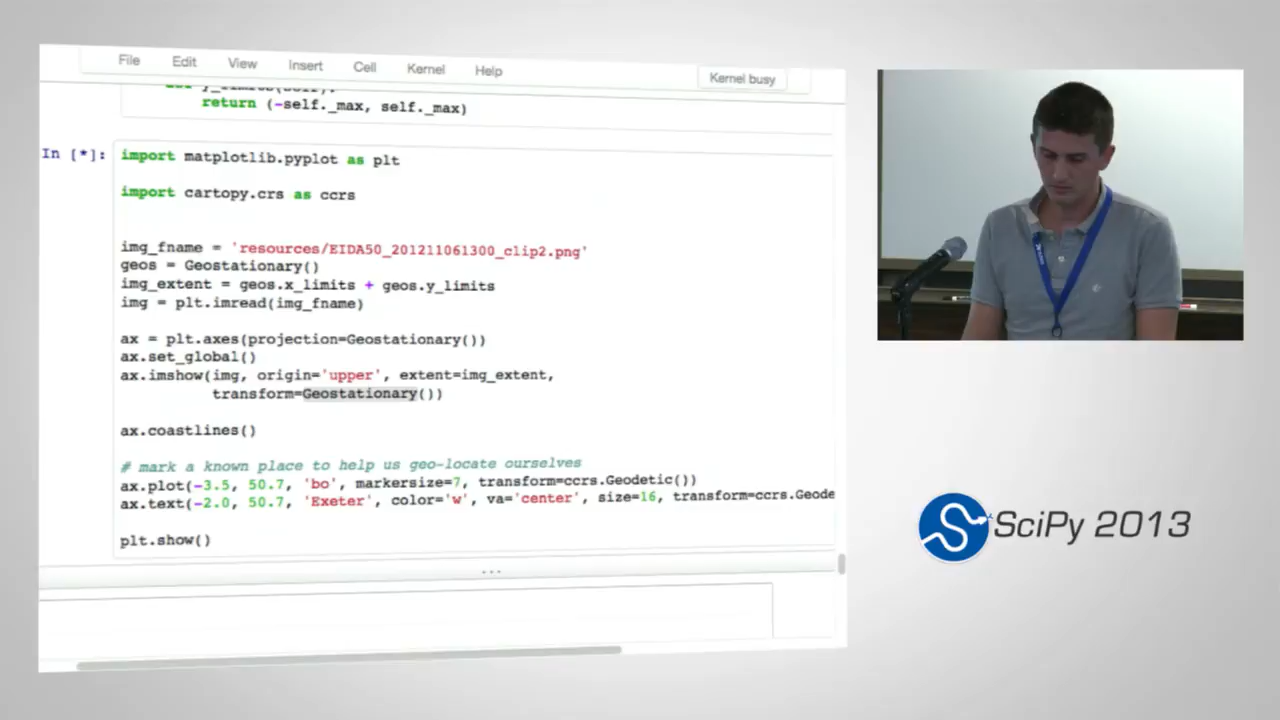 File Edit View Insert Cell Kernel Help
Kernel busy
return (-self._max, self._max)
In [*]:
import matplotlib.pyplot as plt
import cartopy.crs as ccrs
img_fname = 'resources/EIDA50_201211061300_clip2.png'
geos = Geostationary()
img_extent = geos.x_limits + geos.y_limits
img = plt.imread(img_fname)
ax = plt.axes(projection=Geostationary())
ax.set_global()
ax.imshow(img, origin='upper', extent=img_extent,
transform=Geostationary())
ax.coastlines()
# mark a known place to help us geo-locate ourselves
ax.plot(-3.5, 50.7, 'bo', markersize=7, transform=ccrs.Geodetic())
ax.text(-2.0, 50.7, 'Exeter', color='w', va='center', size=16, transform=ccrs.Geode
plt.show()
SciPy 2013